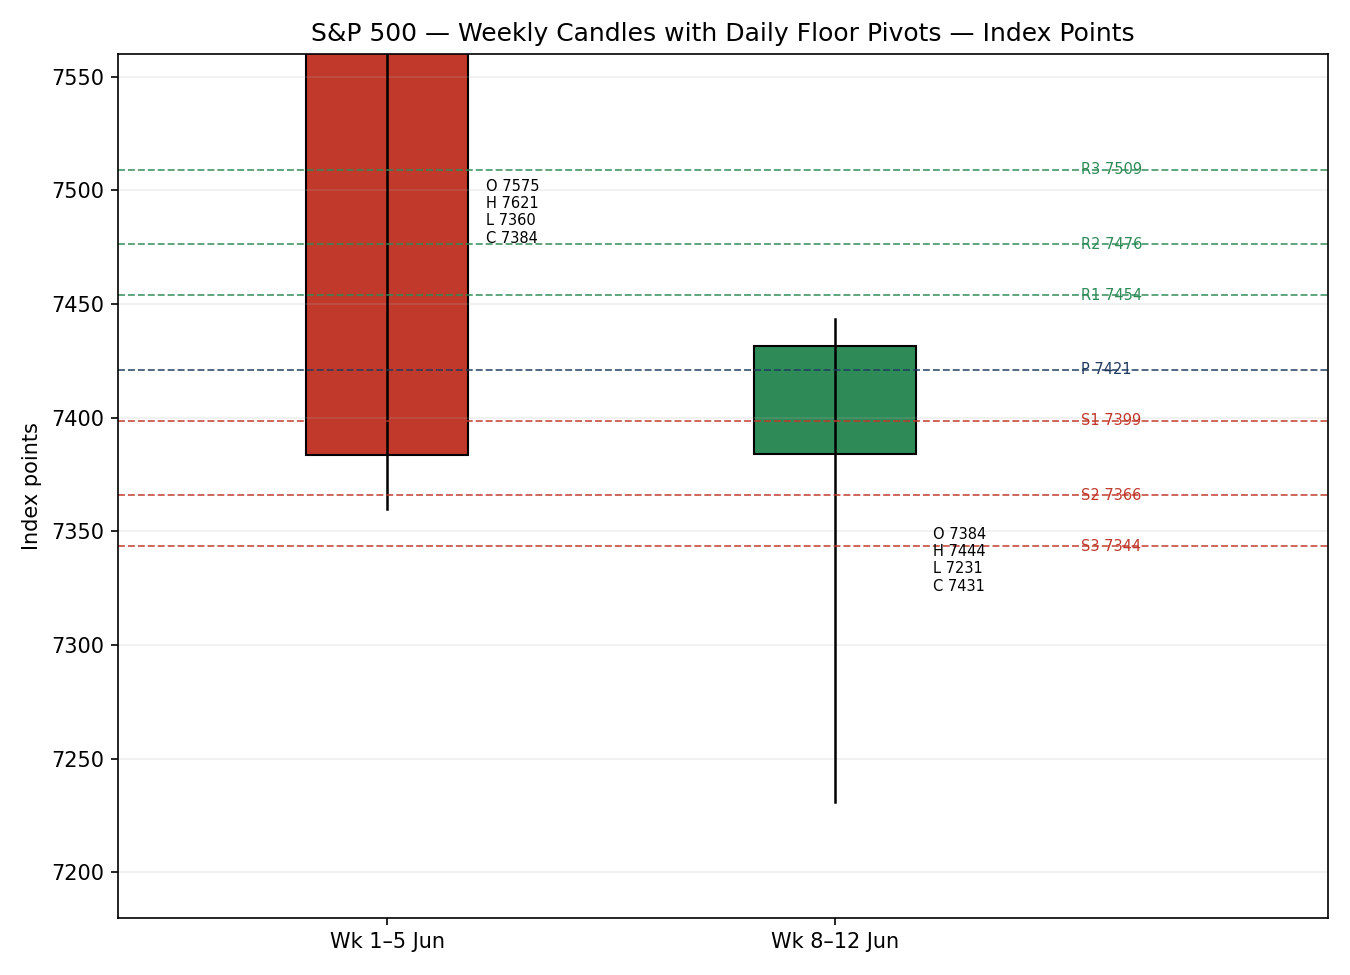 S&P 500 — Weekly Candles with Daily Floor Pivots — Index Points
Index points
7550
7500
7450
7400
7350
7300
7250
7200
O 7575
H 7621
L 7360
C 7384
O 7384
H 7444
L 7231
C 7431
R3 7509
R2 7476
R1 7454
P 7421
S1 7399
S2 7366
S3 7344
Wk 1–5 Jun
Wk 8–12 Jun